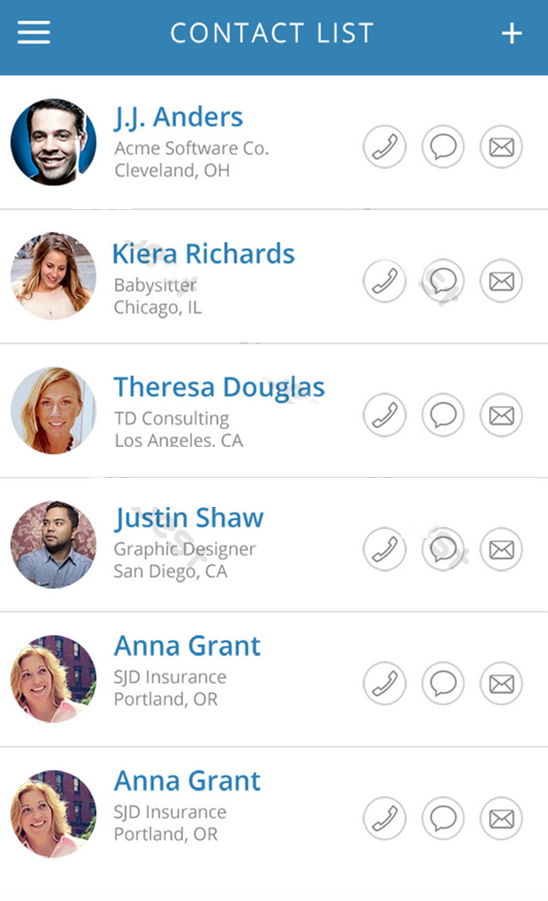 CONTACT LIST
J.J. Anders
Acme Software Co.
Cleveland, OH
Kiera Richards
Babysitter
Chicago, IL
Theresa Douglas
TD Consulting
Los Angeles, CA
Justin Shaw
Graphic Designer
San Diego, CA
Anna Grant
SJD Insurance
Portland, OR
Anna Grant
SJD Insurance
Portland, OR